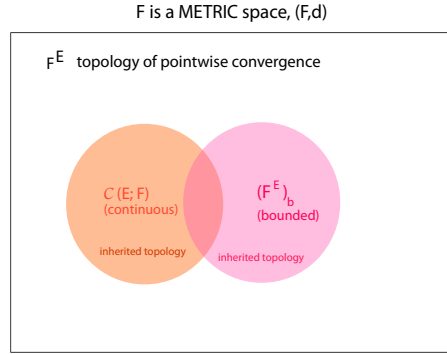 F is a METRIC space, (F,d)
F^E topology of pointwise convergence
C (E; F)
(continuous)
inherited topology
(F^E)_b
(bounded)
inherited topology